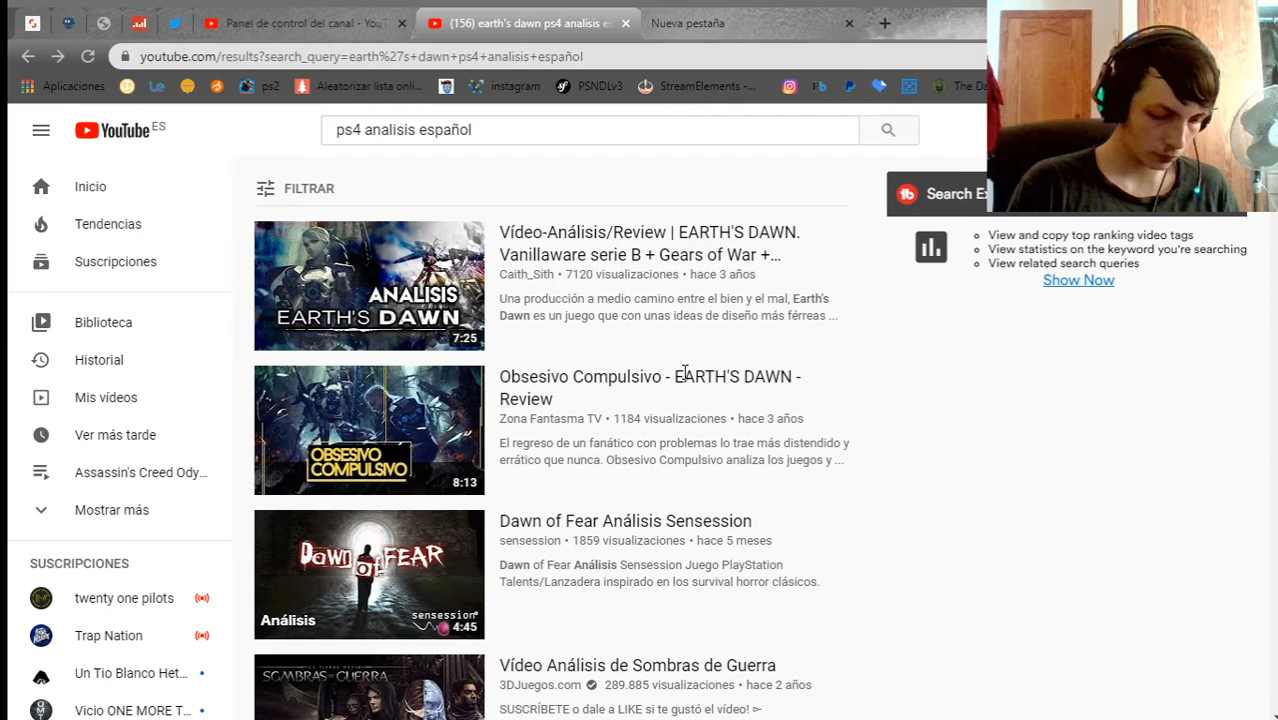 Panel de control del canal - YouT
(156) earth's dawn ps4 analisis e
Nueva pestaña
youtube.com/results?search_query=earth%27s+dawn+ps4+analisis+español
Aplicaciones
ps2
Aleatorizar lista onlin...
instagram
PSNDLv3
StreamElements -...
The Da
YouTube ES
ps4 analisis español
Inicio
Tendencias
Suscripciones
Biblioteca
Historial
Mis vídeos
Ver más tarde
Assassin's Creed Ody...
Mostrar más
SUSCRIPCIONES
twenty one pilots
Trap Nation
Un Tio Blanco Het...
Vicio ONE MORE T...
FILTRAR
ANALISIS
EARTH'S DAWN
7:25
Vídeo-Análisis/Review | EARTH'S DAWN.
Vanillaware serie B + Gears of War +...
Caith_Sith • 7120 visualizaciones • hace 3 años
Una producción a medio camino entre el bien y el mal, Earth's
Dawn es un juego que con unas ideas de diseño más férreas ...
OBSESIVO
COMPULSIVO
8:13
Obsesivo Compulsivo - EARTH'S DAWN -
Review
Zona Fantasma TV • 1184 visualizaciones • hace 3 años
El regreso de un fanático con problemas lo trae más distendido y
errático que nunca. Obsesivo Compulsivo analiza los juegos y ...
Dawn of FEAR
Análisis
sensession
4:45
Dawn of Fear Análisis Sensession
sensession • 1859 visualizaciones • hace 5 meses
Dawn of Fear Análisis Sensession Juego PlayStation
Talents/Lanzadera inspirado en los survival horror clásicos.
SOMBRAS DE GUERRA
Vídeo Análisis de Sombras de Guerra
3DJuegos.com 289.885 visualizaciones • hace 2 años
SUSCRÍBETE o dale a LIKE si te gustó el vídeo! ▻
Search Ex
View and copy top ranking video tags
View statistics on the keyword you're searching
View related search queries
Show Now